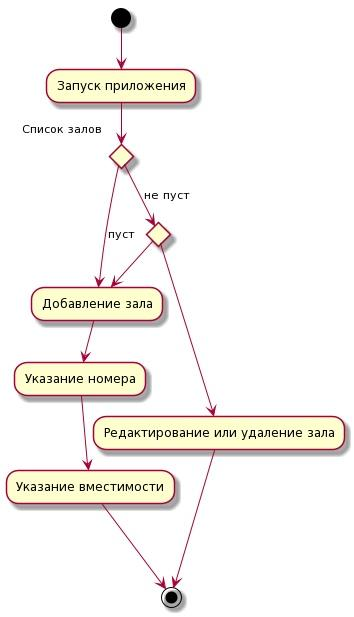 Запуск приложения
Список залов
не пуст
пуст
Добавление зала
Указание номера
Редактирование или удаление зала
Указание вместимости